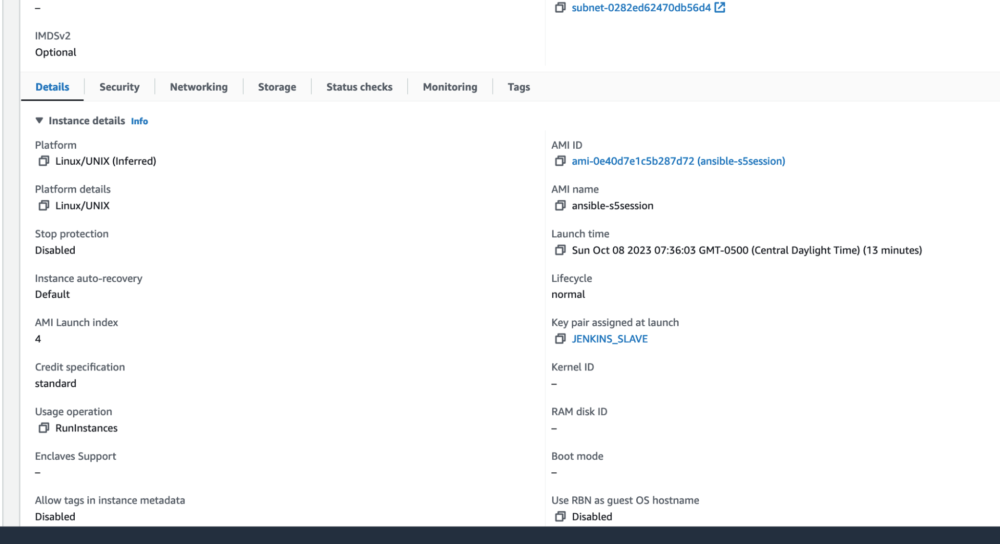 –
subnet-0282ed62470db56d4
IMDSv2
Optional
Details Security Networking Storage Status checks Monitoring Tags
Instance details Info
Platform
Linux/UNIX (Inferred)
AMI ID
ami-0e40d7e1c5b287d72 (ansible-s5session)
Platform details
Linux/UNIX
AMI name
ansible-s5session
Stop protection
Disabled
Launch time
Sun Oct 08 2023 07:36:03 GMT-0500 (Central Daylight Time) (13 minutes)
Instance auto-recovery
Default
Lifecycle
normal
AMI Launch index
4
Key pair assigned at launch
JENKINS_SLAVE
Credit specification
standard
Kernel ID
–
Usage operation
RunInstances
RAM disk ID
–
Enclaves Support
–
Boot mode
–
Allow tags in instance metadata
Disabled
Use RBN as guest OS hostname
Disabled